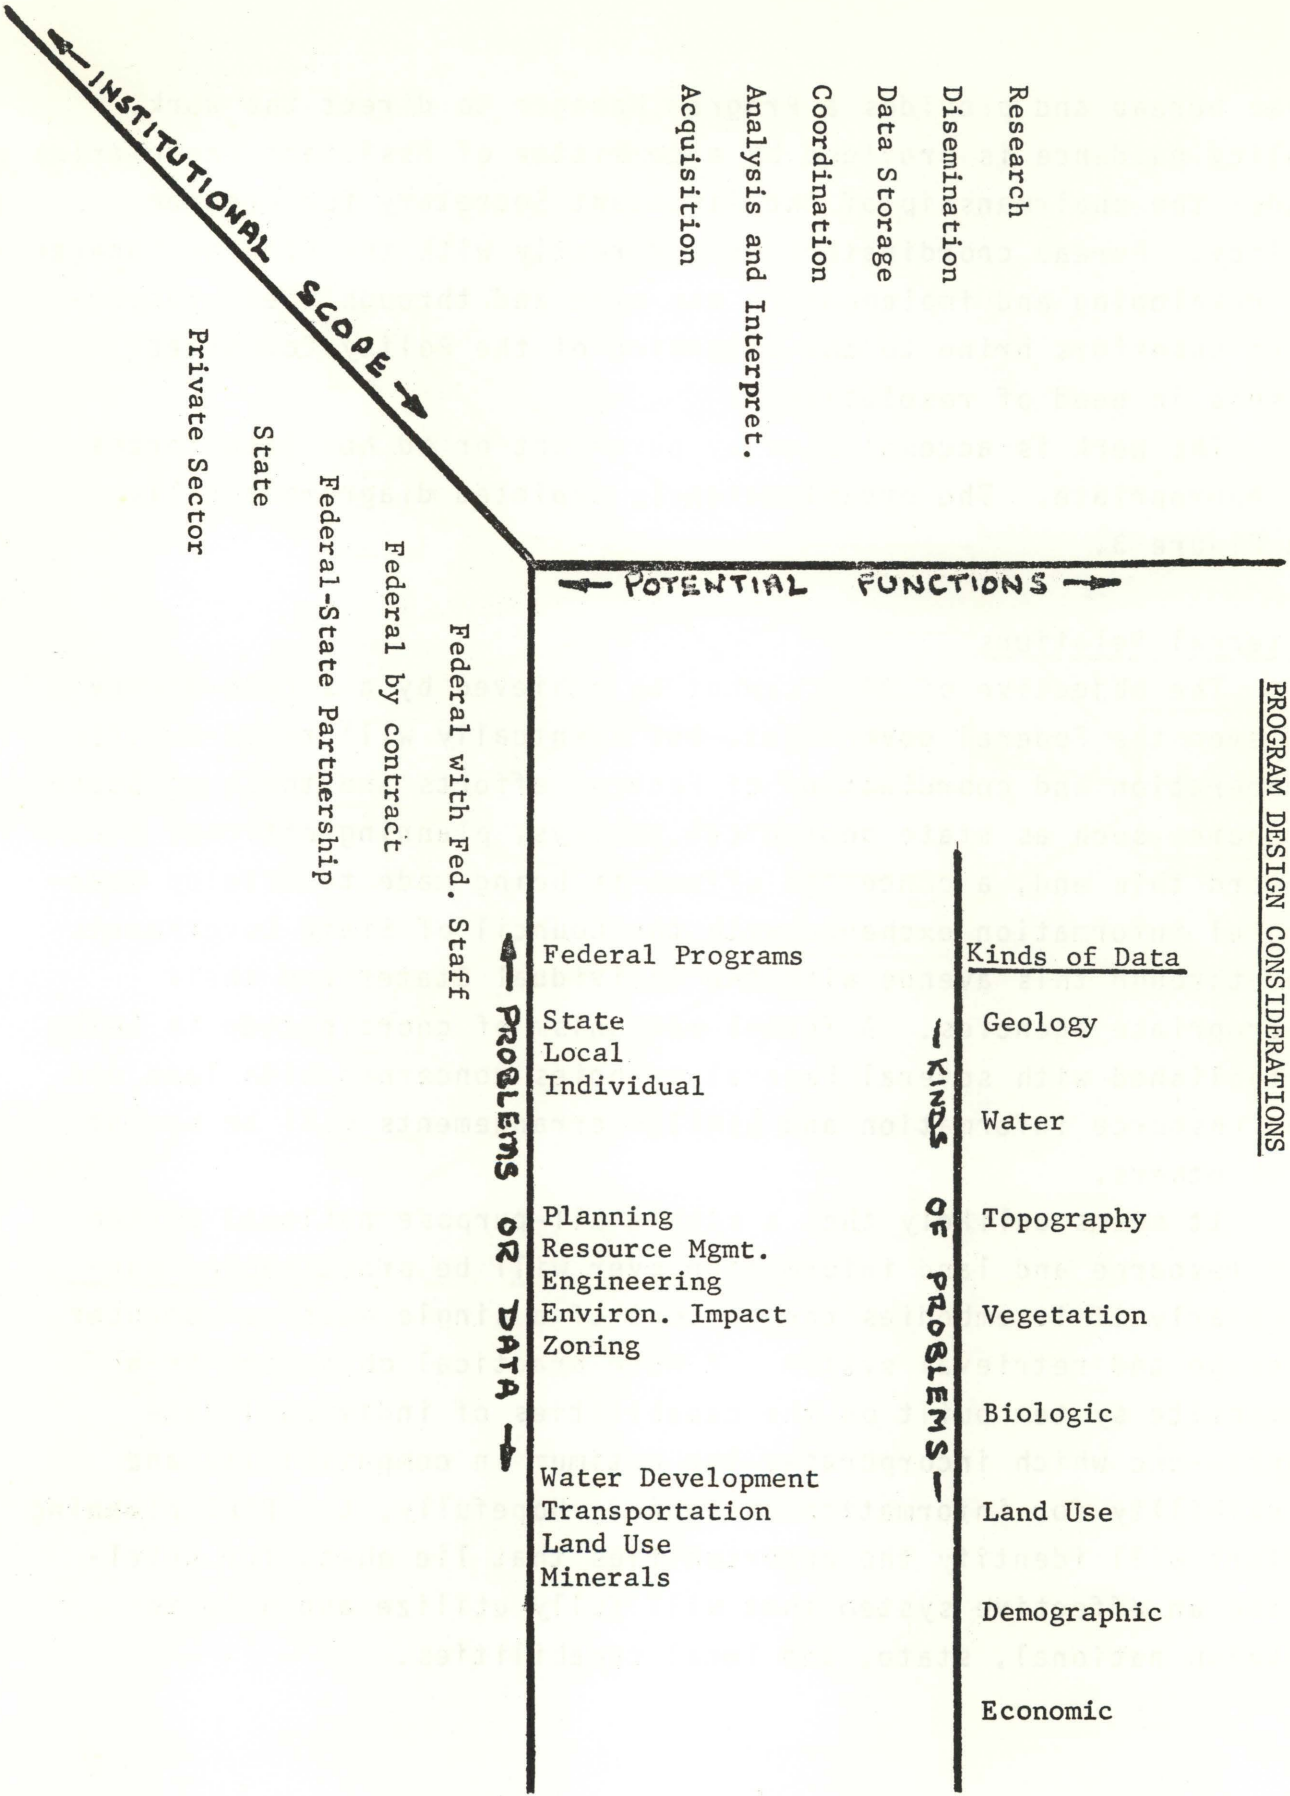 PROGRAM DESIGN CONSIDERATIONS
Research
Disemination
Data Storage
Coordination
Analysis and Interpret.
Acquisition
← POTENTIAL FUNCTIONS →
← INSTITUTIONAL SCOPE →
Federal with Fed. Staff
Federal by contract
Federal-State Partnership
State
Private Sector
← PROBLEMS OR DATA →
Federal Programs
State
Local
Individual
Planning
Resource Mgmt.
Engineering
Environ. Impact
Zoning
Water Development
Transportation
Land Use
Minerals
— KINDS OF PROBLEMS —
Kinds of Data
Geology
Water
Topography
Vegetation
Biologic
Land Use
Demographic
Economic